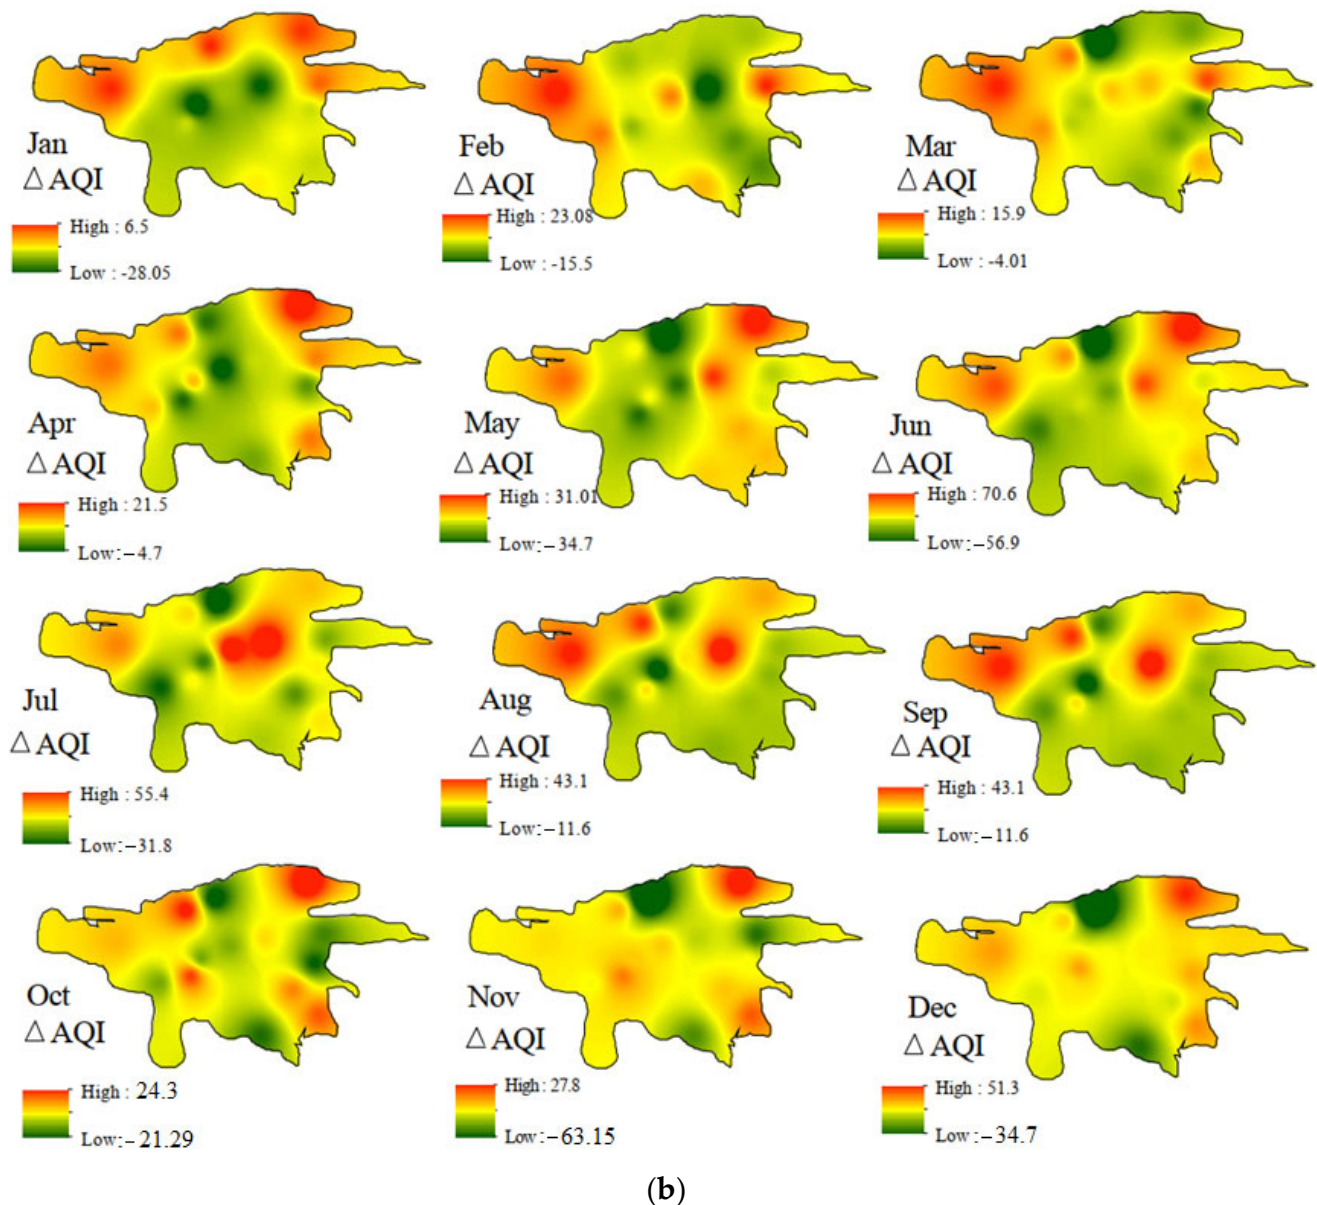 Jan
△ AQI
High : 6.5
Low : -28.05
Feb
△ AQI
High : 23.08
Low : -15.5
Mar
△ AQI
High : 15.9
Low : -4.01
Apr
△ AQI
High : 21.5
Low:−4.7
May
△ AQI
High : 31.01
Low:−34.7
Jun
△ AQI
High : 70.6
Low:−56.9
Jul
△ AQI
High : 55.4
Low:−31.8
Aug
△ AQI
High : 43.1
Low:−11.6
Sep
△ AQI
High : 43.1
Low:−11.6
Oct
△ AQI
High : 24.3
Low:−21.29
Nov
△ AQI
High : 27.8
Low :−63.15
Dec
△ AQI
High : 51.3
Low :−34.7
(b)